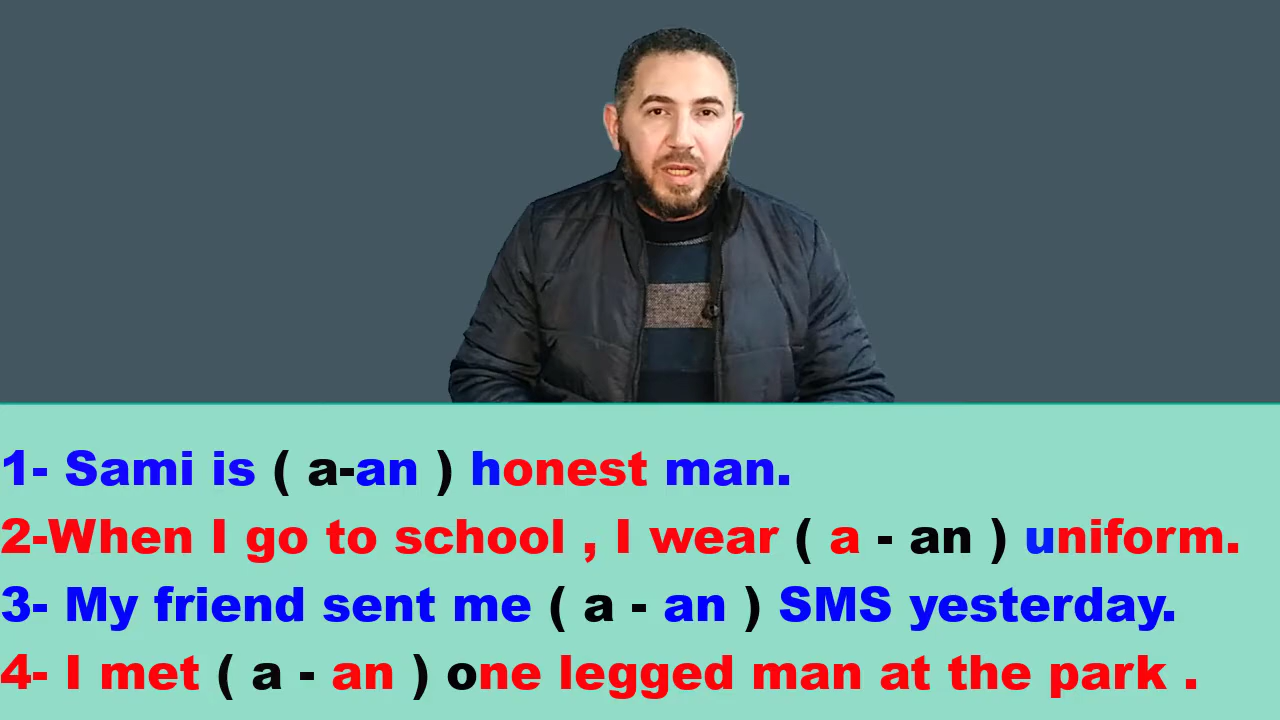 1- Sami is ( a-an ) honest man.
2-When I go to school , I wear ( a - an ) uniform.
3- My friend sent me ( a - an ) SMS yesterday.
4- I met ( a - an ) one legged man at the park .